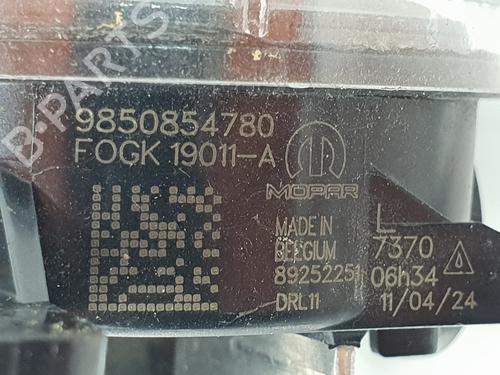 B-PARTS
9850854780
FOGK 19011-A
MOPAR
MADE IN
BELGIUM
89252251
DRL11
L
7370
06h34
11/04/24